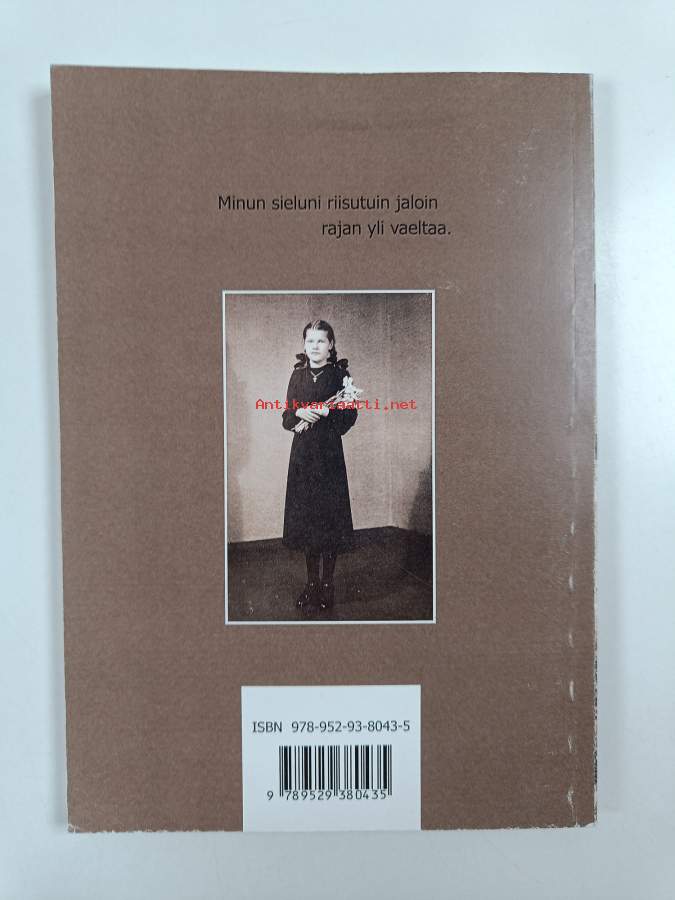 Minun sieluni riisutuin jaloin
rajan yli vaeltaa.
Antikvariaatti.net
ISBN 978-952-93-8043-5
9 789529 380435